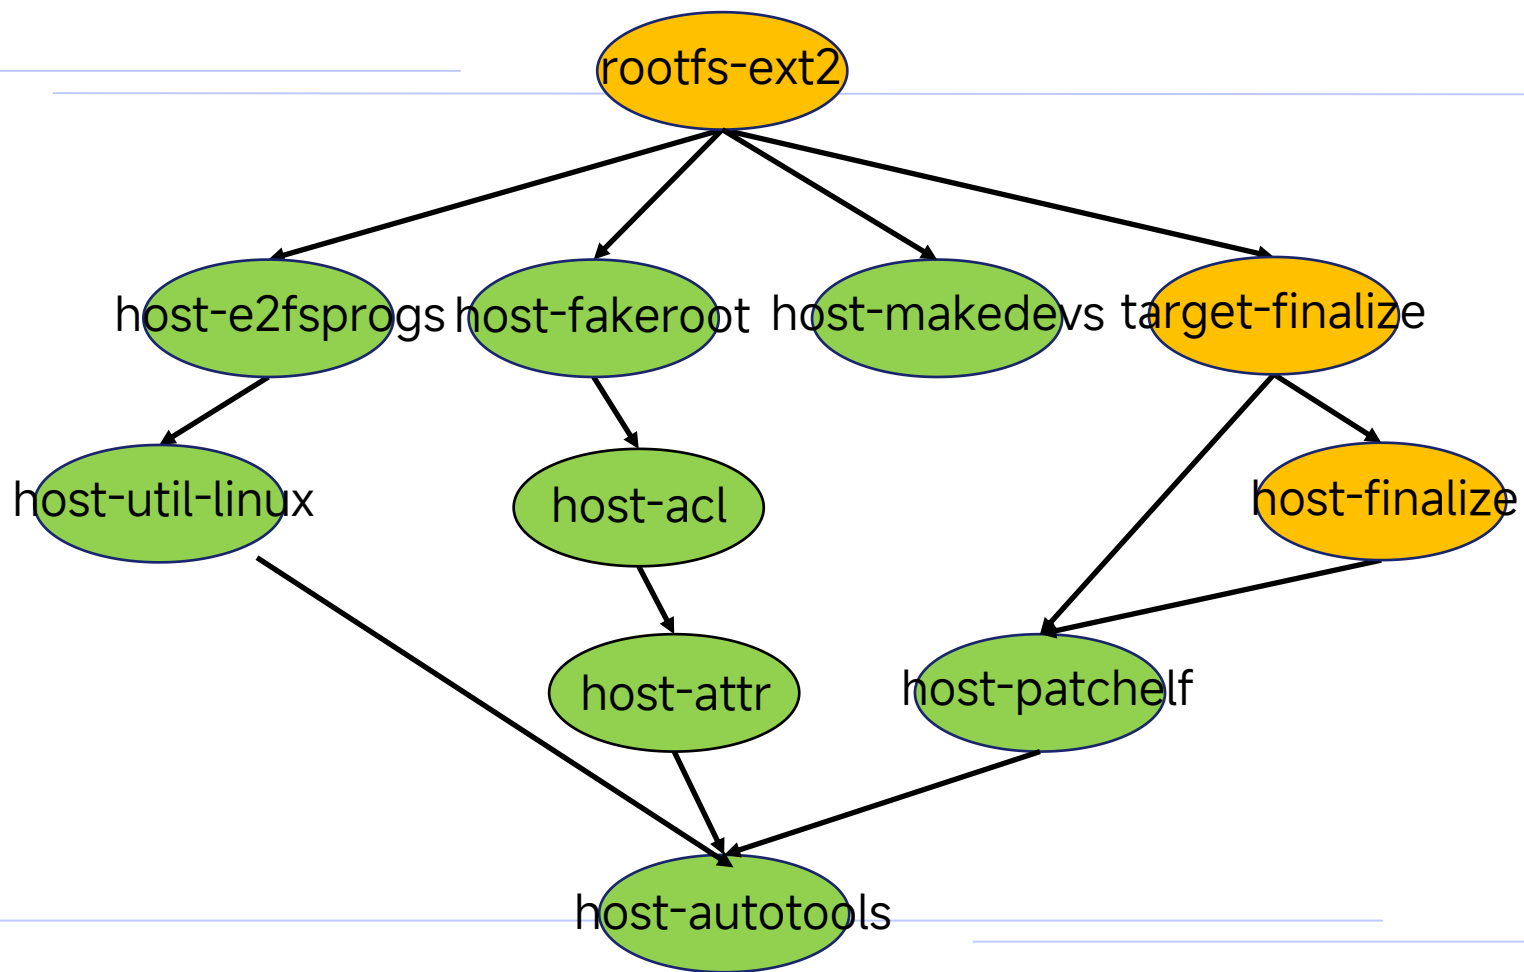 rootfs-ext2
host-e2fsprogs
host-fakeroot
host-makedevs
target-finalize
host-util-linux
host-acl
host-finalize
host-attr
host-patchelf
host-autotools